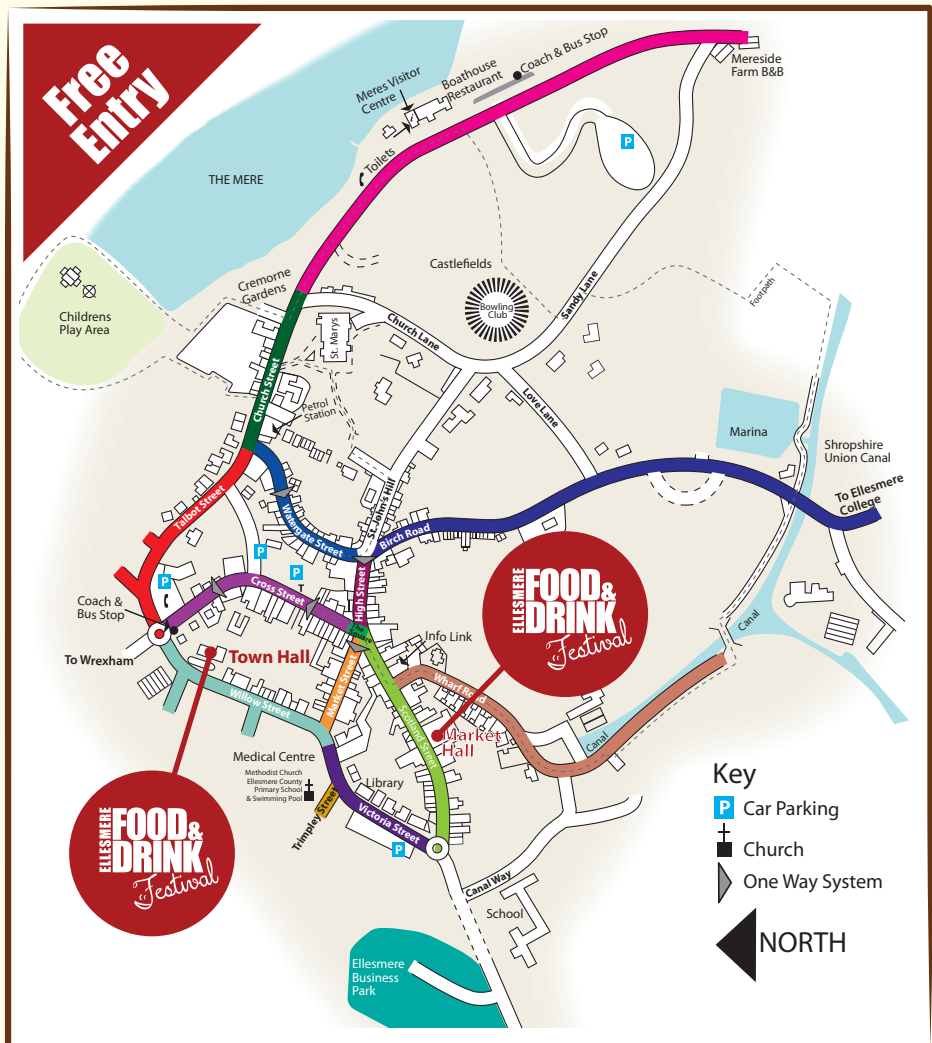 Free
Entry
Coach & Bus Stop
Mereside
Farm B&B
Boathouse
Restaurant
Meres Visitor
Centre
P
Toilets
THE MERE
Castlefields
Cremorne
Gardens
Sandy Lane
Footpath
Bowling
Club
Childrens
Play Area
St. Marys
Church Lane
Church Street
Love Lane
Petrol
Station
Marina
Shropshire
Union Canal
To Ellesmere
College
Talbot Street
Watergate Street
St. John's Hill
Birch Road
P
P
P
Cross Street
High Street
Coach &
Bus Stop
The
Square
Info Link
ELLESMERE
FOOD&
DRINK
Festival
Canal
To Wrexham
Town Hall
Willow Street
Market Street
Wharf Road
Scotland Street
Market
Hall
Canal
Medical Centre
Methodist Church
Ellesmere County
Primary School
& Swimming Pool
Library
Trimpley Street
Victoria Street
P
ELLESMERE
FOOD&
DRINK
Festival
Canal Way
School
Ellesmere
Business
Park
Key
P Car Parking
Church
One Way System
NORTH